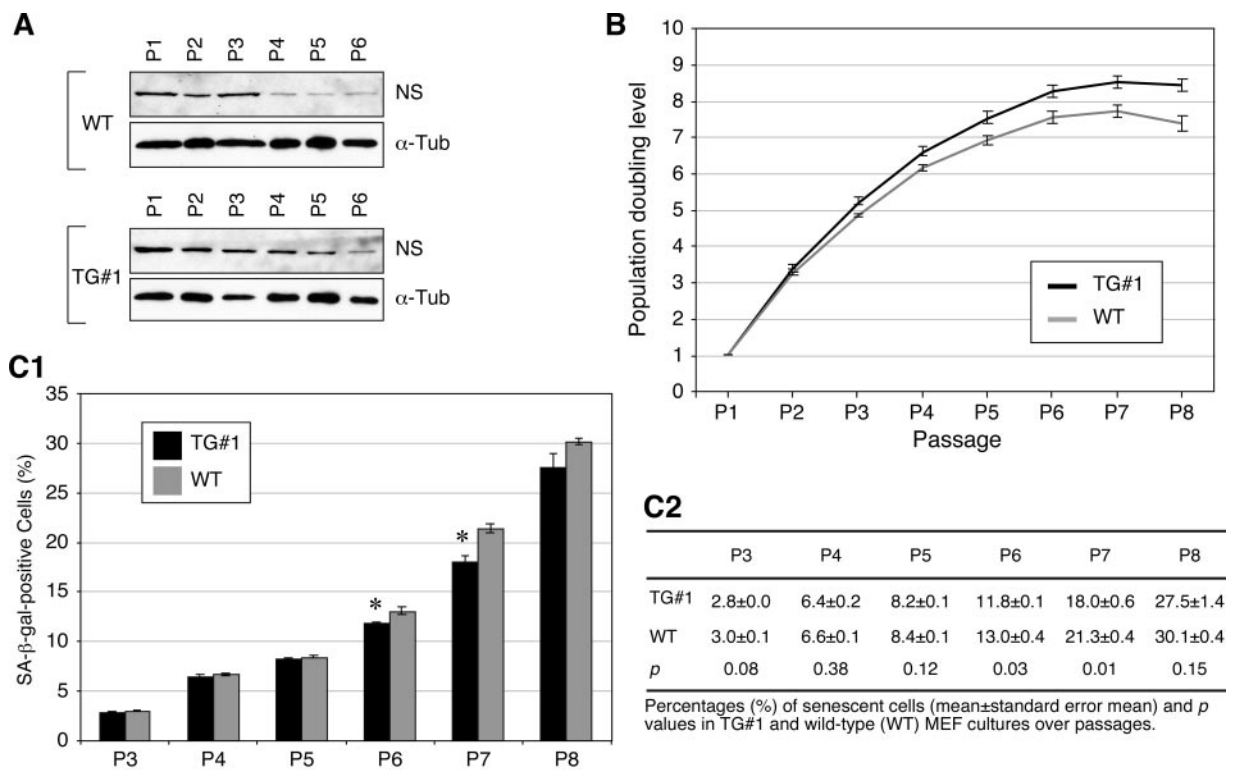 A
P1 P2 P3 P4 P5 P6
WT
NS
α-Tub
P1 P2 P3 P4 P5 P6
TG#1
NS
α-Tub
B
Population doubling level
10
9
8
7
6
5
4
3
2
1
0
TG#1
WT
P1 P2 P3 P4 P5 P6 P7 P8
Passage
C1
SA-β-gal-positive Cells (%)
35
30
25
20
15
10
5
0
TG#1
WT
*
*
P3 P4 P5 P6 P7 P8
C2
P3 P4 P5 P6 P7 P8
TG#1 2.8±0.0 6.4±0.2 8.2±0.1 11.8±0.1 18.0±0.6 27.5±1.4
WT 3.0±0.1 6.6±0.1 8.4±0.1 13.0±0.4 21.3±0.4 30.1±0.4
p 0.08 0.38 0.12 0.03 0.01 0.15
Percentages (%) of senescent cells (mean±standard error mean) and p
values in TG#1 and wild-type (WT) MEF cultures over passages.